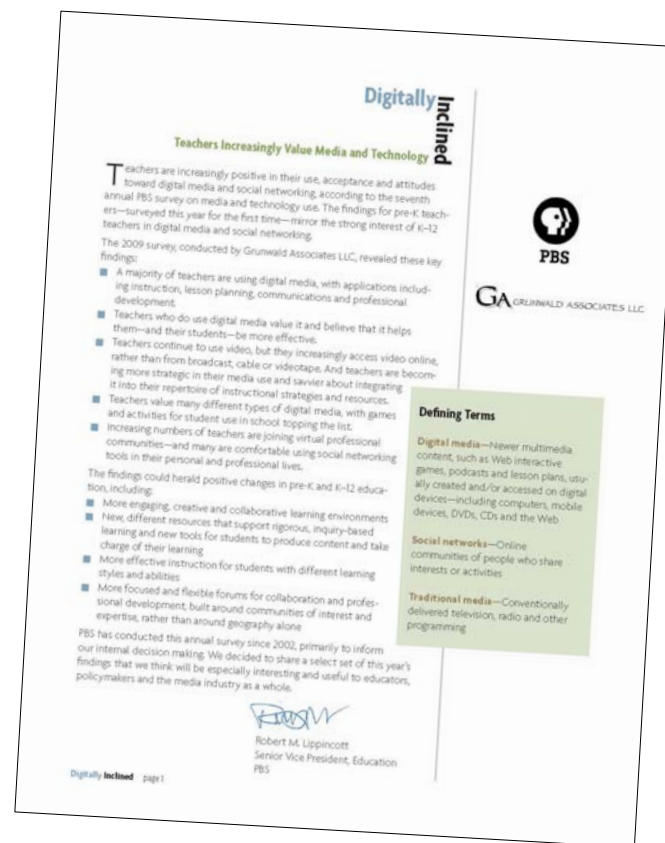 Digitally Inclined
Teachers Increasingly Value Media and Technology
Teachers are increasingly positive in their use, acceptance and attitudes
toward digital media and social networking, according to the seventh
annual PBS survey on media and technology use. The findings for pre-K teach-
ers—surveyed this year for the first time—mirror the strong interest of K–12
teachers in digital media and social networking.
The 2009 survey, conducted by Grunwald Associates LLC, revealed these key
findings:
■ A majority of teachers are using digital media, with applications includ-
ing instruction, lesson planning, communications and professional
development.
■ Teachers who do use digital media value it and believe that it helps
them—and their students—be more effective.
■ Teachers continue to use video, but they increasingly access video online,
rather than from broadcast, cable or videotape. And teachers are becom-
ing more strategic in their media use and savvier about integrating
it into their repertoire of instructional strategies and resources.
■ Teachers value many different types of digital media, with games
and activities for student use in school topping the list.
■ Increasing numbers of teachers are joining virtual professional
communities—and many are comfortable using social networking
tools in their personal and professional lives.
The findings could herald positive changes in pre-K and K–12 educa-
tion, including:
■ More engaging, creative and collaborative learning environments
■ New, different resources that support rigorous, inquiry-based
learning and new tools for students to produce content and take
charge of their learning
■ More effective instruction for students with different learning
styles and abilities
■ More focused and flexible forums for collaboration and profes-
sional development, built around communities of interest and
expertise, rather than around geography alone
PBS has conducted this annual survey since 2002, primarily to inform
our internal decision making. We decided to share a select set of this year's
findings that we think will be especially interesting and useful to educators,
policymakers and the media industry as a whole.
Robert M. Lippincott
Senior Vice President, Education
PBS
Digitally Inclined page 1
PBS
GA GRUNWALD ASSOCIATES LLC
Defining Terms
Digital media—Newer multimedia
content, such as Web interactive
games, podcasts and lesson plans, usu-
ally created and/or accessed on digital
devices—including computers, mobile
devices, DVDs, CDs and the Web
Social networks—Online
communities of people who share
interests or activities
Traditional media—Conventionally
delivered television, radio and other
programming